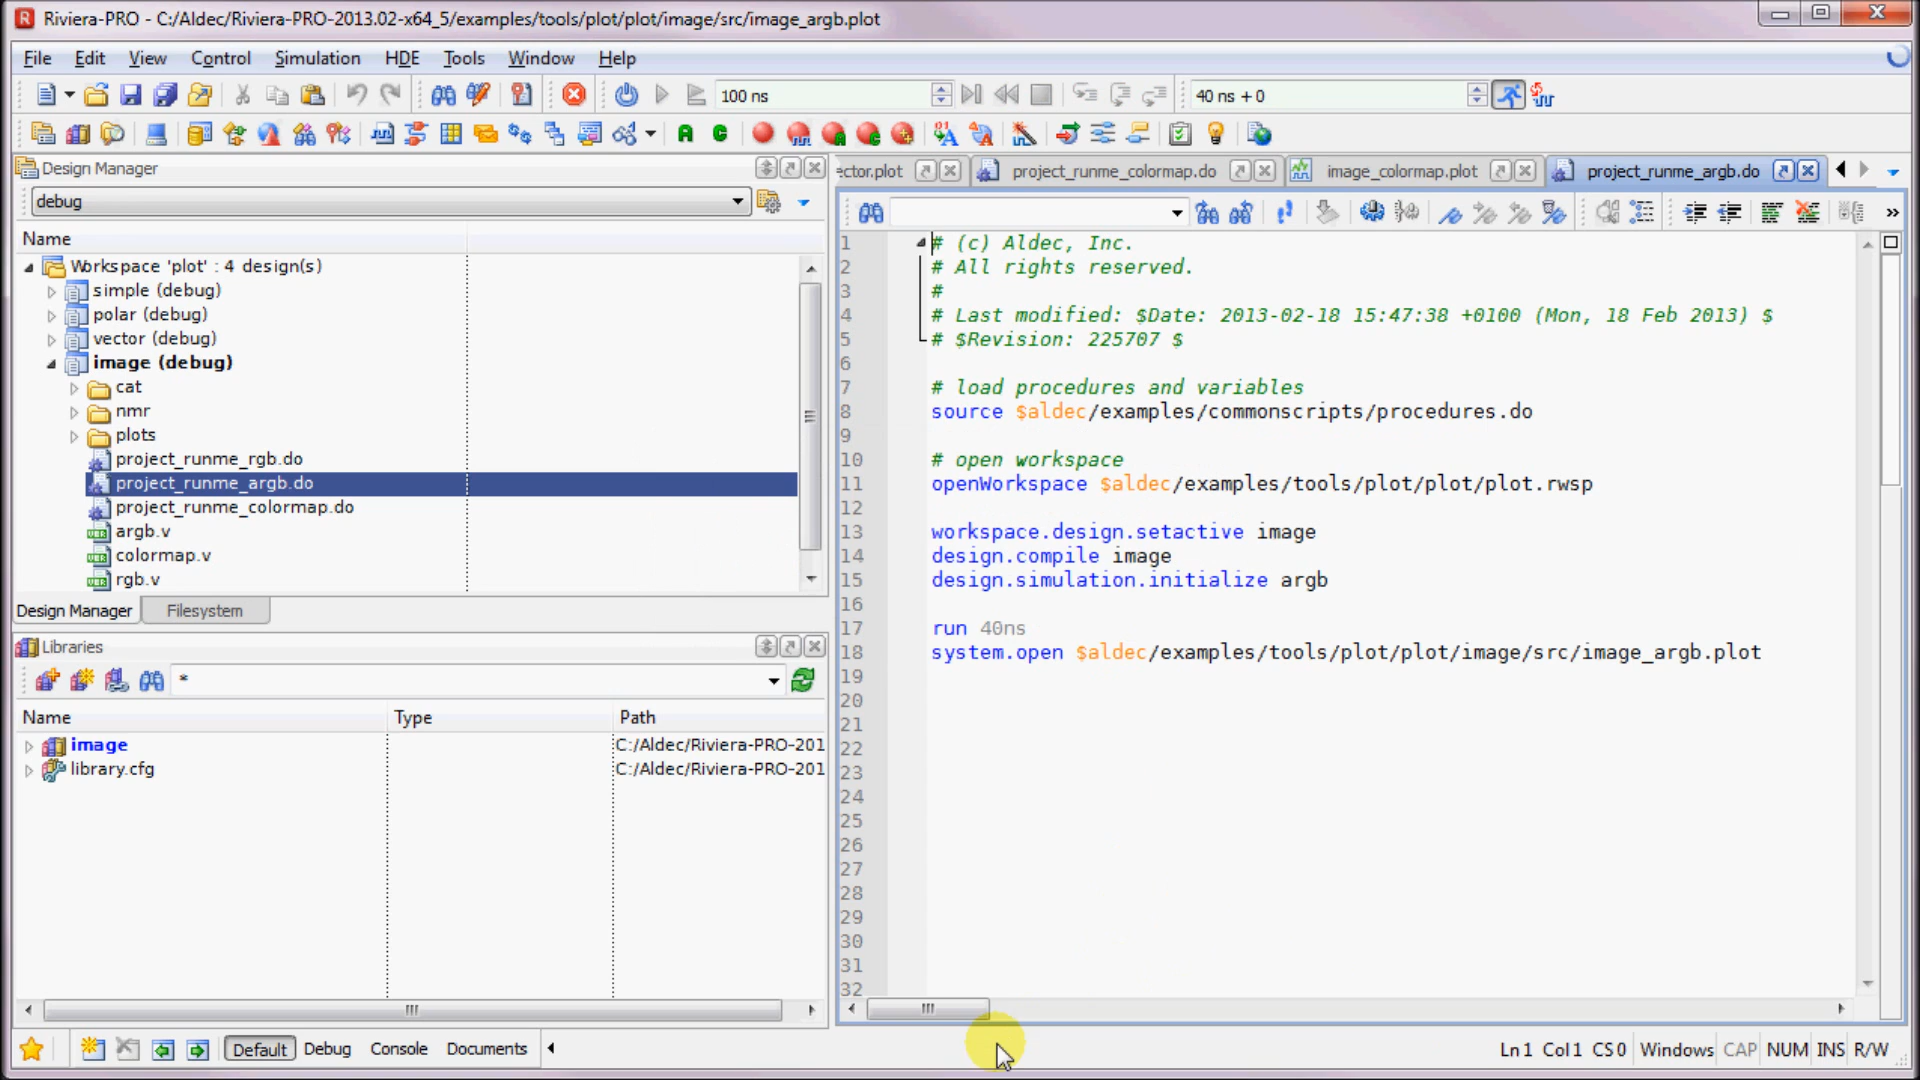 Riviera-PRO - C:/Aldec/Riviera-PRO-2013.02-x64_5/examples/tools/plot/plot/image/src/image_argb.plot
File Edit View Control Simulation HDE Tools Window Help
100 ns
40 ns + 0
Design Manager
debug
Name
Workspace 'plot' : 4 design(s)
simple (debug)
polar (debug)
vector (debug)
image (debug)
cat
nmr
plots
project_runme_rgb.do
project_runme_argb.do
project_runme_colormap.do
argb.v
colormap.v
rgb.v
Design Manager Filesystem
Libraries
*
Name Type Path
image C:/Aldec/Riviera-PRO-201
library.cfg C:/Aldec/Riviera-PRO-201
ector.plot project_runme_colormap.do image_colormap.plot project_runme_argb.do
1 # (c) Aldec, Inc.
2 # All rights reserved.
3 #
4 # Last modified: $Date: 2013-02-18 15:47:38 +0100 (Mon, 18 Feb 2013) $
5 # $Revision: 225707 $
6
7 # load procedures and variables
8 source $aldec/examples/commonscripts/procedures.do
9
10 # open workspace
11 openWorkspace $aldec/examples/tools/plot/plot/plot.rwsp
12
13 workspace.design.setactive image
14 design.compile image
15 design.simulation.initialize argb
16
17 run 40ns
18 system.open $aldec/examples/tools/plot/plot/image/src/image_argb.plot
19
20
21
22
23
24
25
26
27
28
29
30
31
32
Default Debug Console Documents
Ln1 Col1 CS0 Windows CAP NUM INS R/W